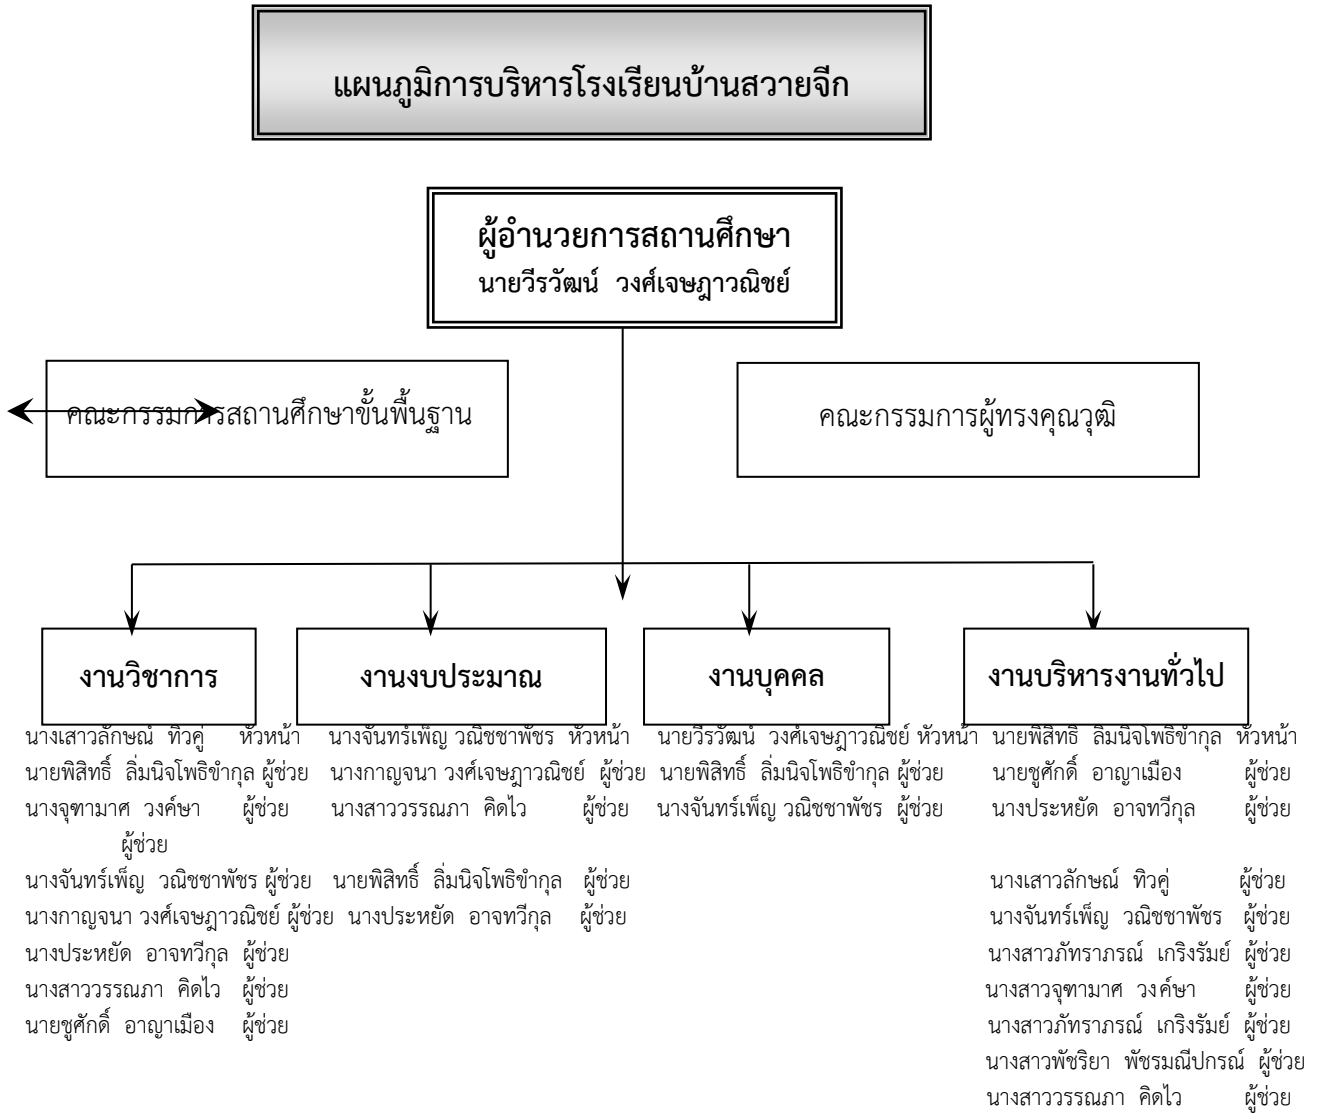 แผนภูมิการบริหารโรงเรียนบ้านสวายจีก
ผู้อำนวยการสถานศึกษา
นายวีรวัฒน์ วงศ์เจษฎาวณิชย์
คณะกรรมการสถานศึกษาขั้นพื้นฐาน
คณะกรรมการผู้ทรงคุณวุฒิ
งานวิชาการ งานงบประมาณ งานบุคคล งานบริหารงานทั่วไป
นางเสาวลักษณ์ ทิวคู่ หัวหน้า นางจันทร์เพ็ญ วณิชชาพัชร หัวหน้า นายวีรวัฒน์ วงศ์เจษฎาวณิชย์ หัวหน้า นายพิสิทธิ์ ลิ่มนิจโพธิขำกุล หัวหน้า
นายพิสิทธิ์ ลิ่มนิจโพธิขำกุล ผู้ช่วย นางกาญจนา วงศ์เจษฎาวณิชย์ ผู้ช่วย นายพิสิทธิ์ ลิ่มนิจโพธิขำกุล ผู้ช่วย นายชูศักดิ์ อาญาเมือง ผู้ช่วย
นางจุฑามาศ วงค์ษา ผู้ช่วย นางสาววรรณภา คิดไว ผู้ช่วย นางจันทร์เพ็ญ วณิชชาพัชร ผู้ช่วย นางประหยัด อาจทวีกุล ผู้ช่วย
ผู้ช่วย
นางจันทร์เพ็ญ วณิชชาพัชร ผู้ช่วย นายพิสิทธิ์ ลิ่มนิจโพธิขำกุล ผู้ช่วย นางเสาวลักษณ์ ทิวคู่ ผู้ช่วย
นางกาญจนา วงศ์เจษฎาวณิชย์ ผู้ช่วย นางประหยัด อาจทวีกุล ผู้ช่วย นางจันทร์เพ็ญ วณิชชาพัชร ผู้ช่วย
นางประหยัด อาจทวีกุล ผู้ช่วย นางสาวภัทราภรณ์ เกริงรัมย์ ผู้ช่วย
นางสาววรรณภา คิดไว ผู้ช่วย นางสาวจุฑามาศ วงค์ษา ผู้ช่วย
นายชูศักดิ์ อาญาเมือง ผู้ช่วย นางสาวภัทราภรณ์ เกริงรัมย์ ผู้ช่วย
นางสาวพัชริยา พัชรมณีปกรณ์ ผู้ช่วย
นางสาววรรณภา คิดไว ผู้ช่วย